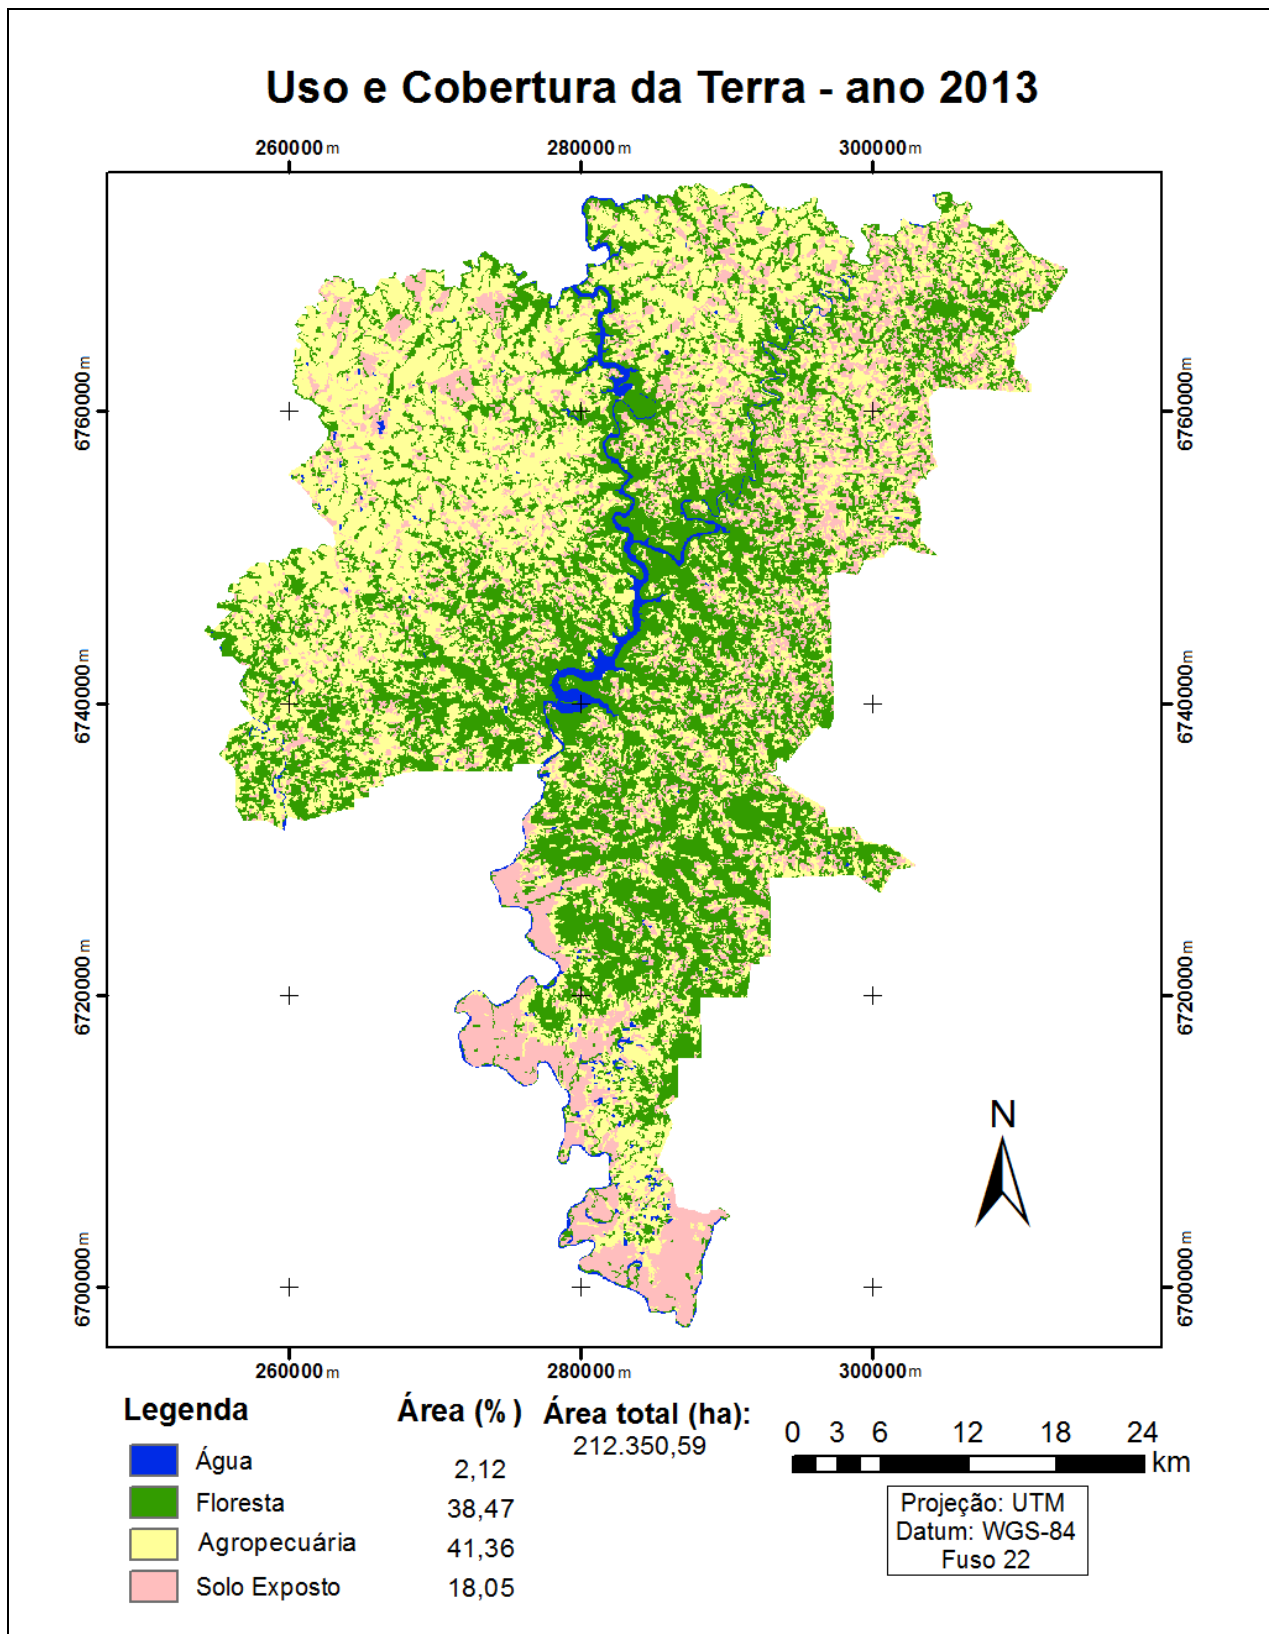 Uso e Cobertura da Terra - ano 2013
260000 m 280000 m 300000 m
6760000 m 6760000 m
6740000 m 6740000 m
6720000 m 6720000 m
6700000 m 6700000 m
N
260000 m 280000 m 300000 m
Legenda Área (%) Área total (ha):
212.350,59
Água 2,12
Floresta 38,47
Agropecuária 41,36
Solo Exposto 18,05
0 3 6 12 18 24
km
Projeção: UTM
Datum: WGS-84
Fuso 22